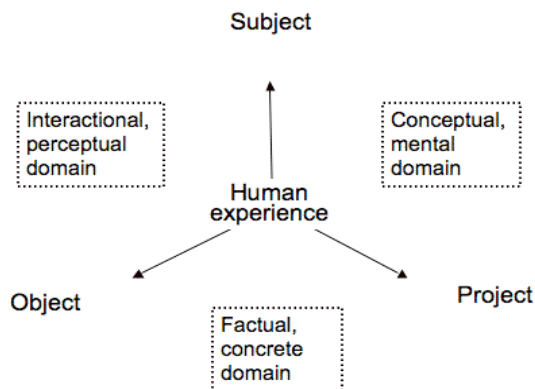 Subject
Interactional,
perceptual
domain
Conceptual,
mental
domain
Human
experience
Object
Project
Factual,
concrete
domain